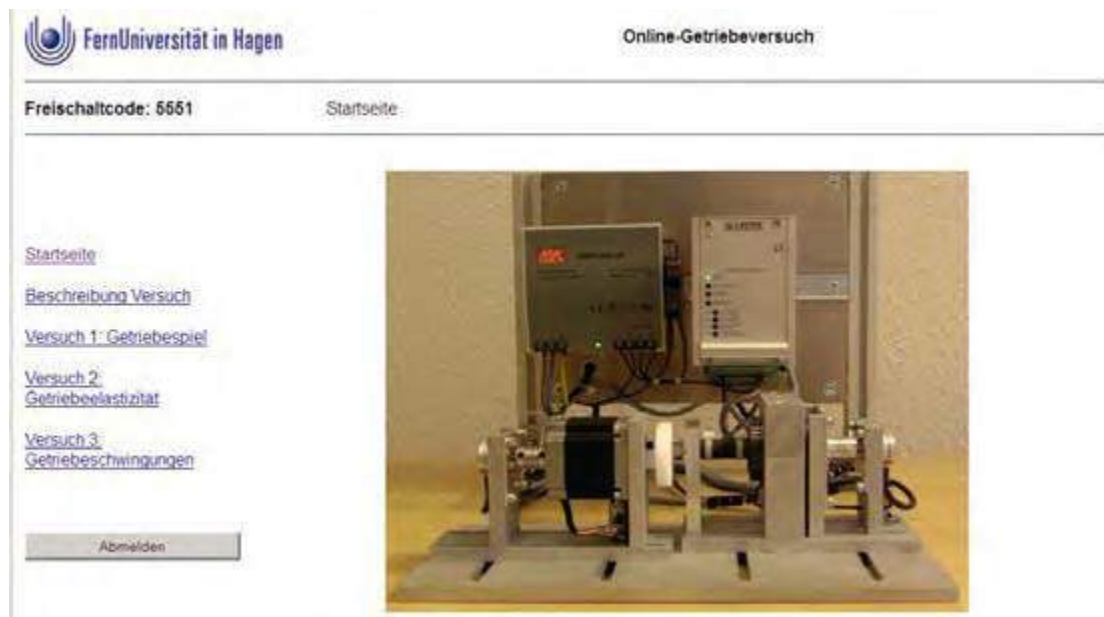 FernUniversität in Hagen
Online-Getriebeversuch
Freischaltcode: 5551
Startseite
Startseite
Beschreibung Versuch
Versuch 1: Getriebespiel
Versuch 2:
Getriebeelastizität
Versuch 3:
Getriebeschwingungen
Abmelden